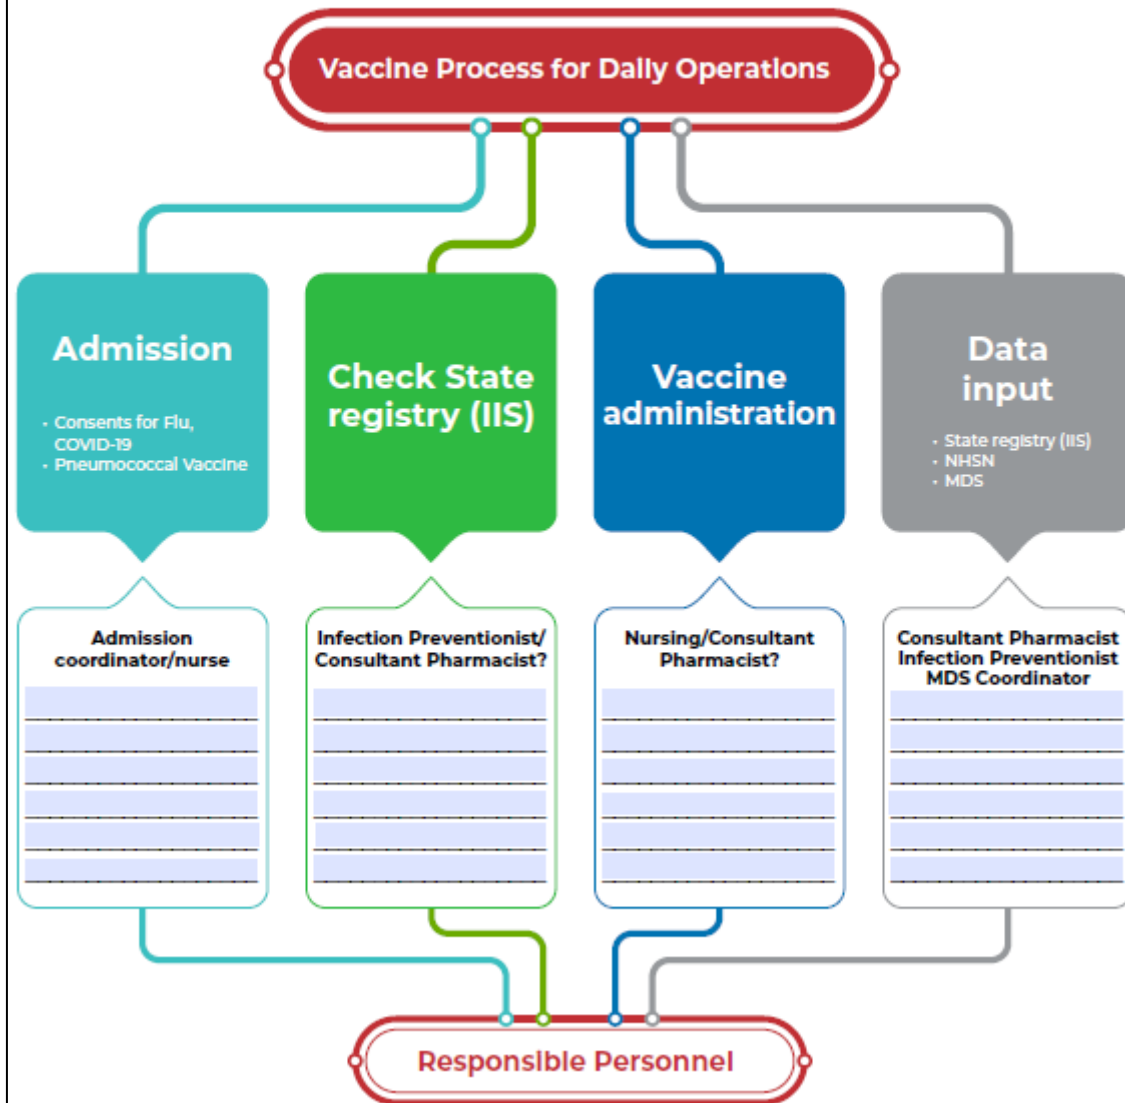 Vaccine Process for Daily Operations
Admission
• Consents for Flu,
COVID-19
• Pneumococcal Vaccine
Check State
registry (IIS)
Vaccine
administration
Data
input
• State registry (IIS)
• NHSN
• MDS
Admission
coordinator/nurse
Infection Preventionist/
Consultant Pharmacist?
Nursing/Consultant
Pharmacist?
Consultant Pharmacist
Infection Preventionist
MDS Coordinator
Responsible Personnel